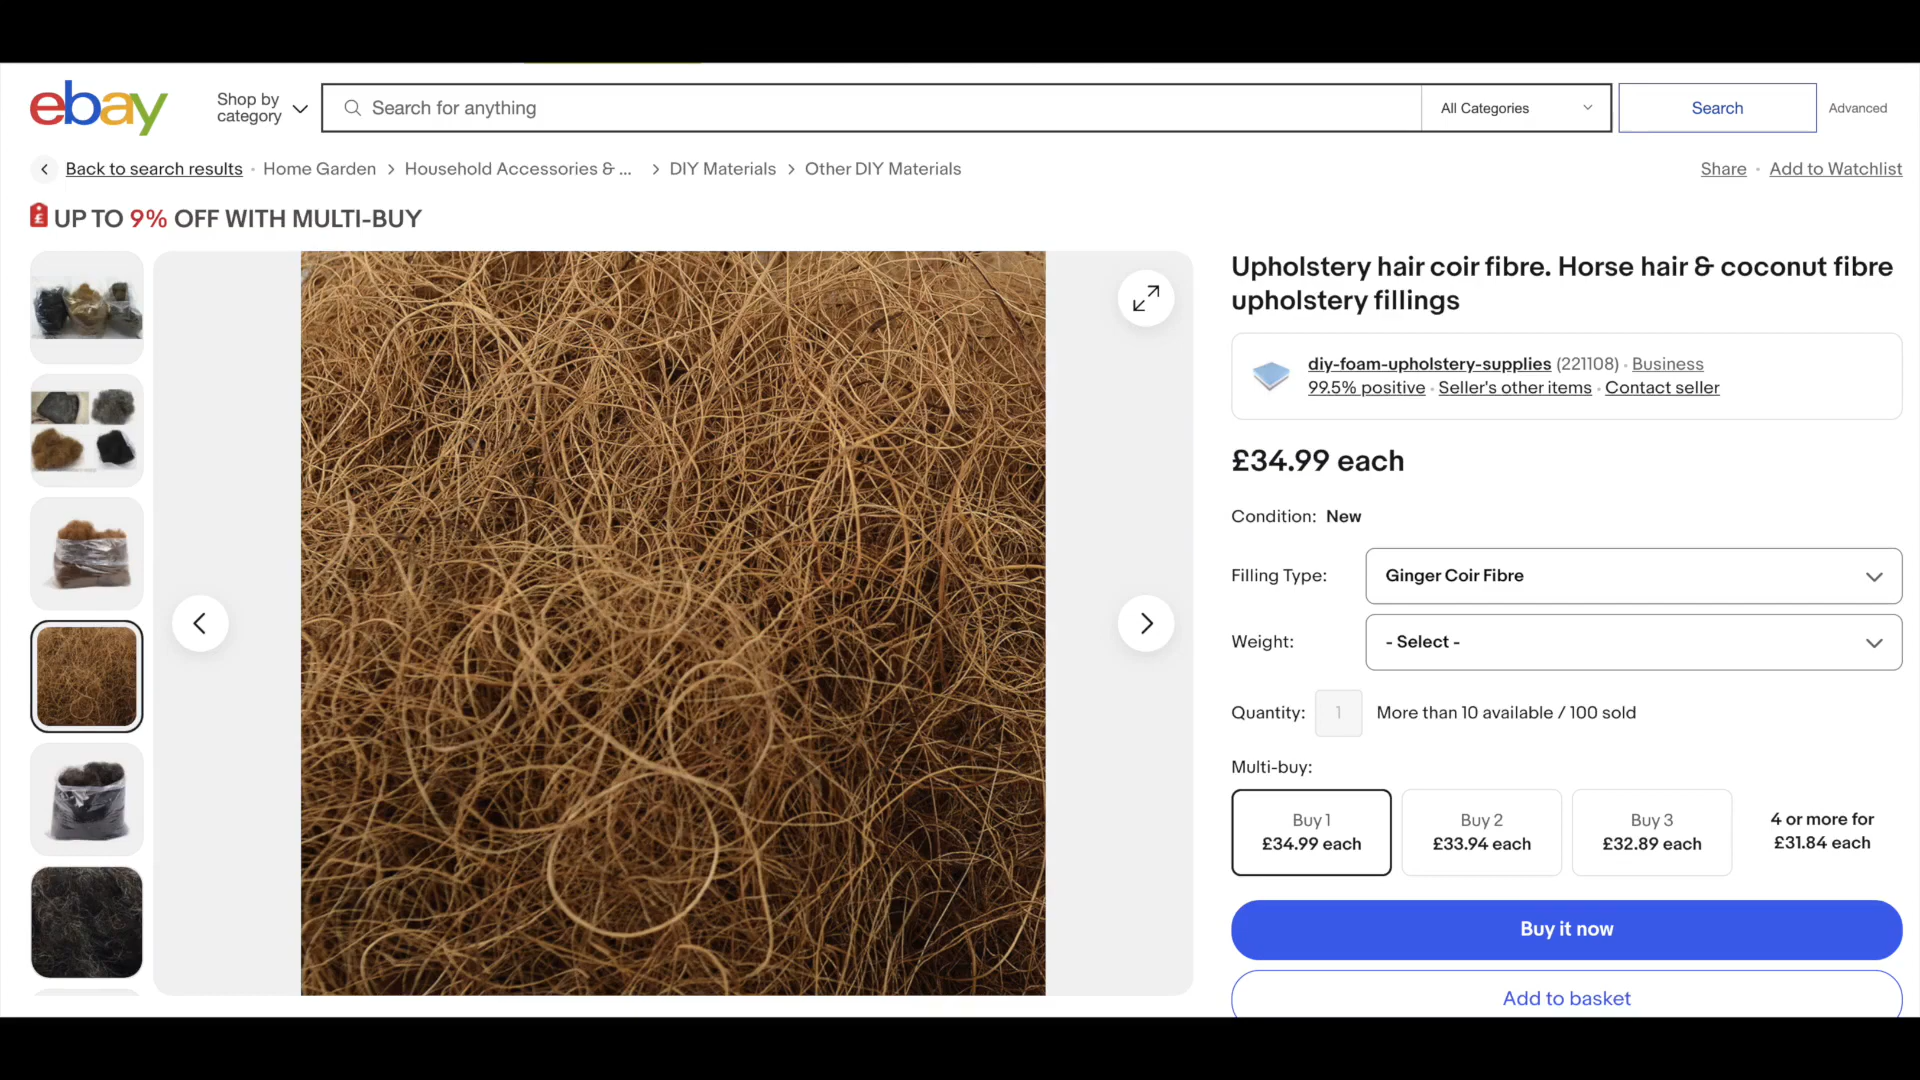 ebay
Shop by
category
Search for anything
All Categories
Search
Advanced
Back to search results · Home Garden > Household Accessories & ... > DIY Materials > Other DIY Materials
Share · Add to Watchlist
UP TO 9% OFF WITH MULTI-BUY
Upholstery hair coir fibre. Horse hair & coconut fibre
upholstery fillings
diy-foam-upholstery-supplies (221108) · Business
99.5% positive · Seller's other items · Contact seller
£34.99 each
Condition: New
Filling Type: Ginger Coir Fibre
Weight: - Select -
Quantity: 1 More than 10 available / 100 sold
Multi-buy:
Buy 1
£34.99 each
Buy 2
£33.94 each
Buy 3
£32.89 each
4 or more for
£31.84 each
Buy it now
Add to basket